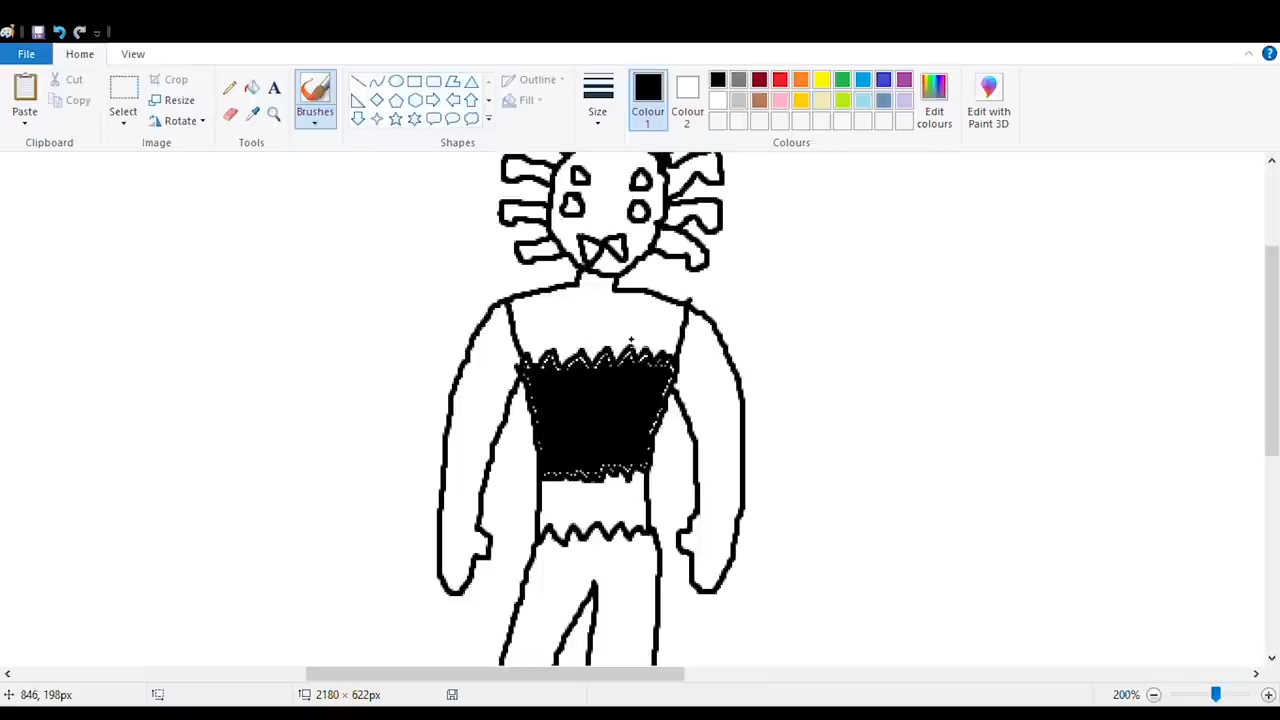 File Home View
Paste Cut Copy
Select Crop Resize Rotate
A
Brushes
Outline Fill
Size
Colour 1
Colour 2
Edit colours
Edit with Paint 3D
Clipboard Image Tools Shapes Colours
846, 198px 2180 × 622px 200%